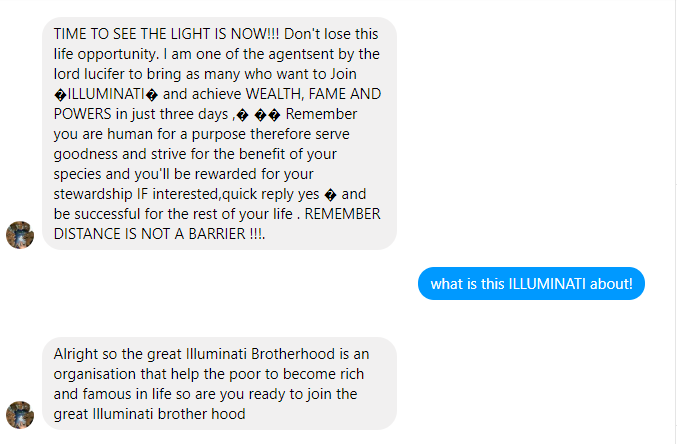 TIME TO SEE THE LIGHT IS NOW!!! Don't lose this
life opportunity. I am one of the agentsent by the
lord lucifer to bring as many who want to Join
�ILLUMINATI� and achieve WEALTH, FAME AND
POWERS in just three days ,� �� Remember
you are human for a purpose therefore serve
goodness and strive for the benefit of your
species and you'll be rewarded for your
stewardship IF interested,quick reply yes � and
be successful for the rest of your life . REMEMBER
DISTANCE IS NOT A BARRIER !!!.
what is this ILLUMINATI about!
Alright so the great Illuminati Brotherhood is an
organisation that help the poor to become rich
and famous in life so are you ready to join the
great Illuminati brother hood